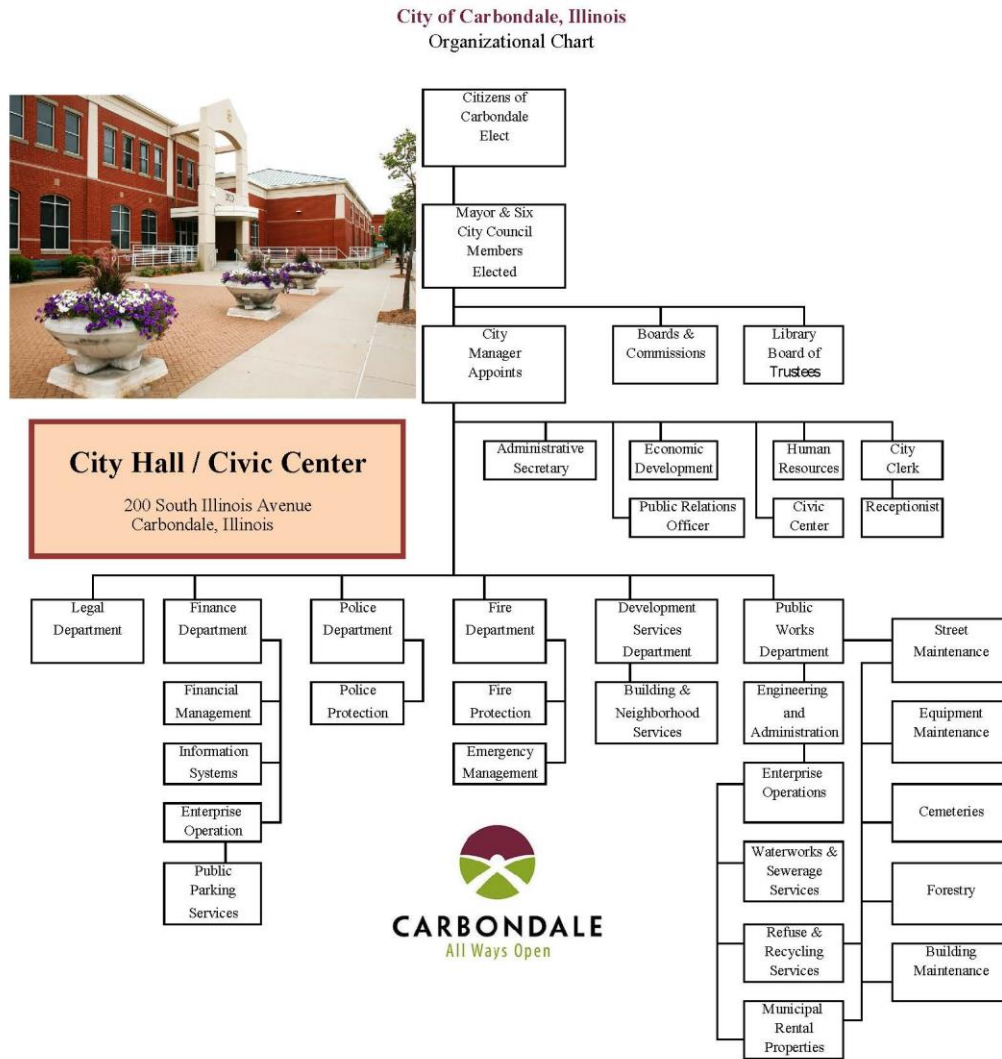 City of Carbondale, Illinois
Organizational Chart
Citizens of
Carbondale
Elect
Mayor & Six
City Council
Members
Elected
City
Manager
Appoints
Boards &
Commissions
Library
Board of
Trustees
City Hall / Civic Center
200 South Illinois Avenue
Carbondale, Illinois
Administrative
Secretary
Economic
Development
Human
Resources
City
Clerk
Public Relations
Officer
Civic
Center
Receptionist
Legal
Department
Finance
Department
Police
Department
Fire
Department
Development
Services
Department
Public
Works
Department
Street
Maintenance
Financial
Management
Police
Protection
Fire
Protection
Building &
Neighborhood
Services
Engineering
and
Administration
Equipment
Maintenance
Information
Systems
Emergency
Management
Enterprise
Operations
Cemeteries
Enterprise
Operation
Public
Parking
Services
Waterworks &
Sewerage
Services
Forestry
Refuse &
Recycling
Services
Building
Maintenance
Municipal
Rental
Properties
CARBONDALE
All Ways Open